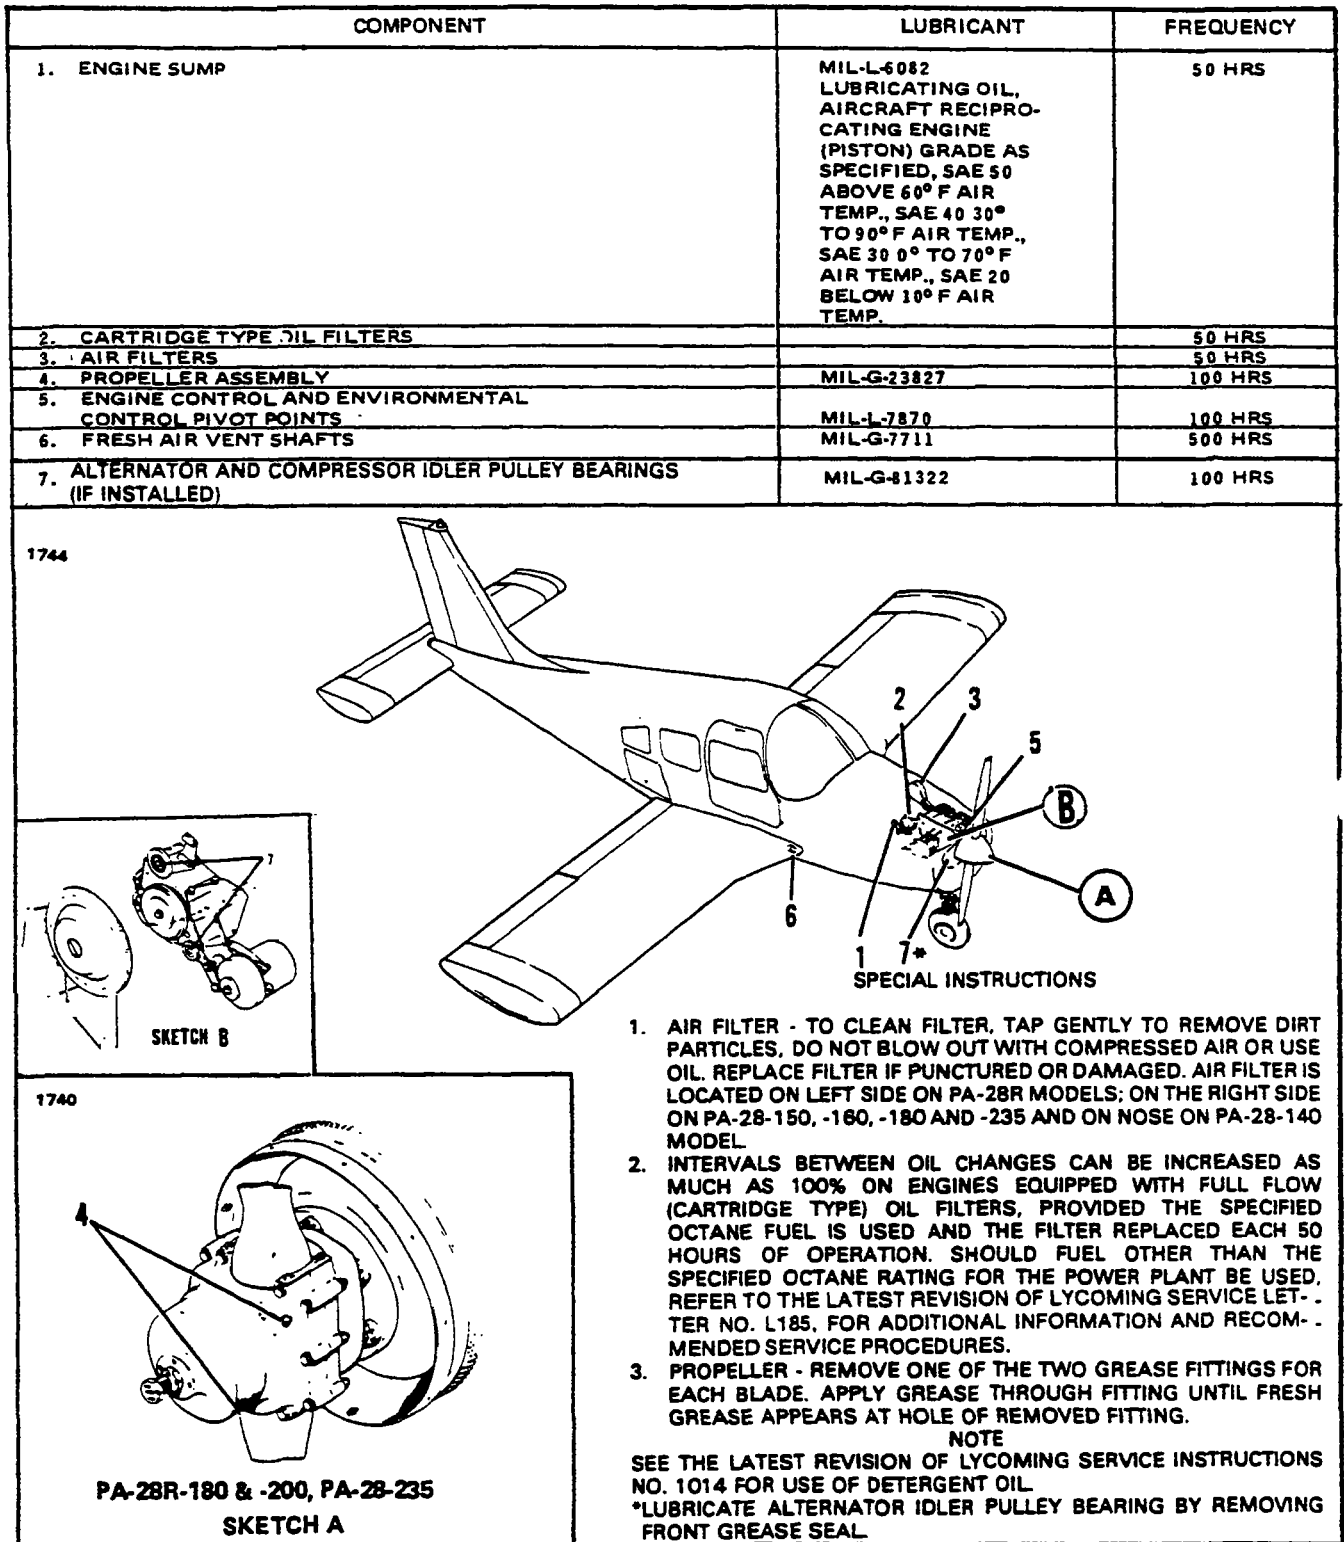 COMPONENT LUBRICANT FREQUENCY
1. ENGINE SUMP MIL-L-6082 50 HRS
LUBRICATING OIL,
AIRCRAFT RECIPRO-
CATING ENGINE
(PISTON) GRADE AS
SPECIFIED, SAE 50
ABOVE 60° F AIR
TEMP., SAE 40 30°
TO 90° F AIR TEMP.,
SAE 30 0° TO 70° F
AIR TEMP., SAE 20
BELOW 10° F AIR
TEMP.
2. CARTRIDGE TYPE OIL FILTERS 50 HRS
3. AIR FILTERS 50 HRS
4. PROPELLER ASSEMBLY MIL-G-23827 100 HRS
5. ENGINE CONTROL AND ENVIRONMENTAL
CONTROL PIVOT POINTS MIL-L-7870 100 HRS
6. FRESH AIR VENT SHAFTS MIL-G-7711 500 HRS
7. ALTERNATOR AND COMPRESSOR IDLER PULLEY BEARINGS
(IF INSTALLED) MIL-G-81322 100 HRS
1744
2 3
5
B
A
6
1 7*
7
SKETCH B
1740
4
PA-28R-180 & -200, PA-28-235
SKETCH A
SPECIAL INSTRUCTIONS
1. AIR FILTER - TO CLEAN FILTER, TAP GENTLY TO REMOVE DIRT
PARTICLES, DO NOT BLOW OUT WITH COMPRESSED AIR OR USE
OIL. REPLACE FILTER IF PUNCTURED OR DAMAGED. AIR FILTER IS
LOCATED ON LEFT SIDE ON PA-28R MODELS; ON THE RIGHT SIDE
ON PA-28-150, -160, -180 AND -235 AND ON NOSE ON PA-28-140
MODEL
2. INTERVALS BETWEEN OIL CHANGES CAN BE INCREASED AS
MUCH AS 100% ON ENGINES EQUIPPED WITH FULL FLOW
(CARTRIDGE TYPE) OIL FILTERS, PROVIDED THE SPECIFIED
OCTANE FUEL IS USED AND THE FILTER REPLACED EACH 50
HOURS OF OPERATION. SHOULD FUEL OTHER THAN THE
SPECIFIED OCTANE RATING FOR THE POWER PLANT BE USED,
REFER TO THE LATEST REVISION OF LYCOMING SERVICE LET-
TER NO. L185, FOR ADDITIONAL INFORMATION AND RECOM-
MENDED SERVICE PROCEDURES.
3. PROPELLER - REMOVE ONE OF THE TWO GREASE FITTINGS FOR
EACH BLADE. APPLY GREASE THROUGH FITTING UNTIL FRESH
GREASE APPEARS AT HOLE OF REMOVED FITTING.
NOTE
SEE THE LATEST REVISION OF LYCOMING SERVICE INSTRUCTIONS
NO. 1014 FOR USE OF DETERGENT OIL
*LUBRICATE ALTERNATOR IDLER PULLEY BEARING BY REMOVING
FRONT GREASE SEAL